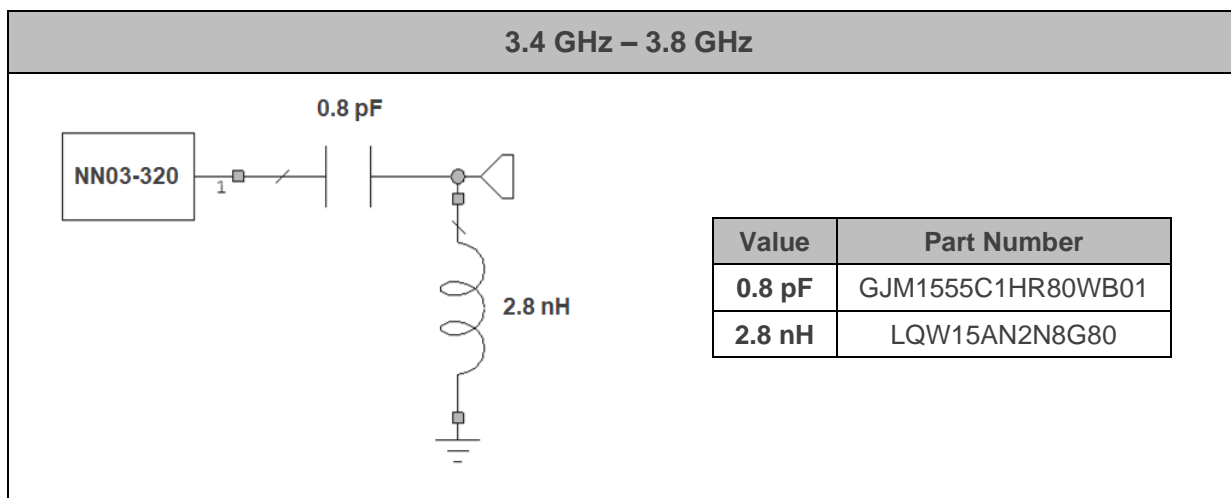 3.4 GHz – 3.8 GHz
0.8 pF
NN03-320
1
2.8 nH
Value Part Number
0.8 pF GJM1555C1HR80WB01
2.8 nH LQW15AN2N8G80